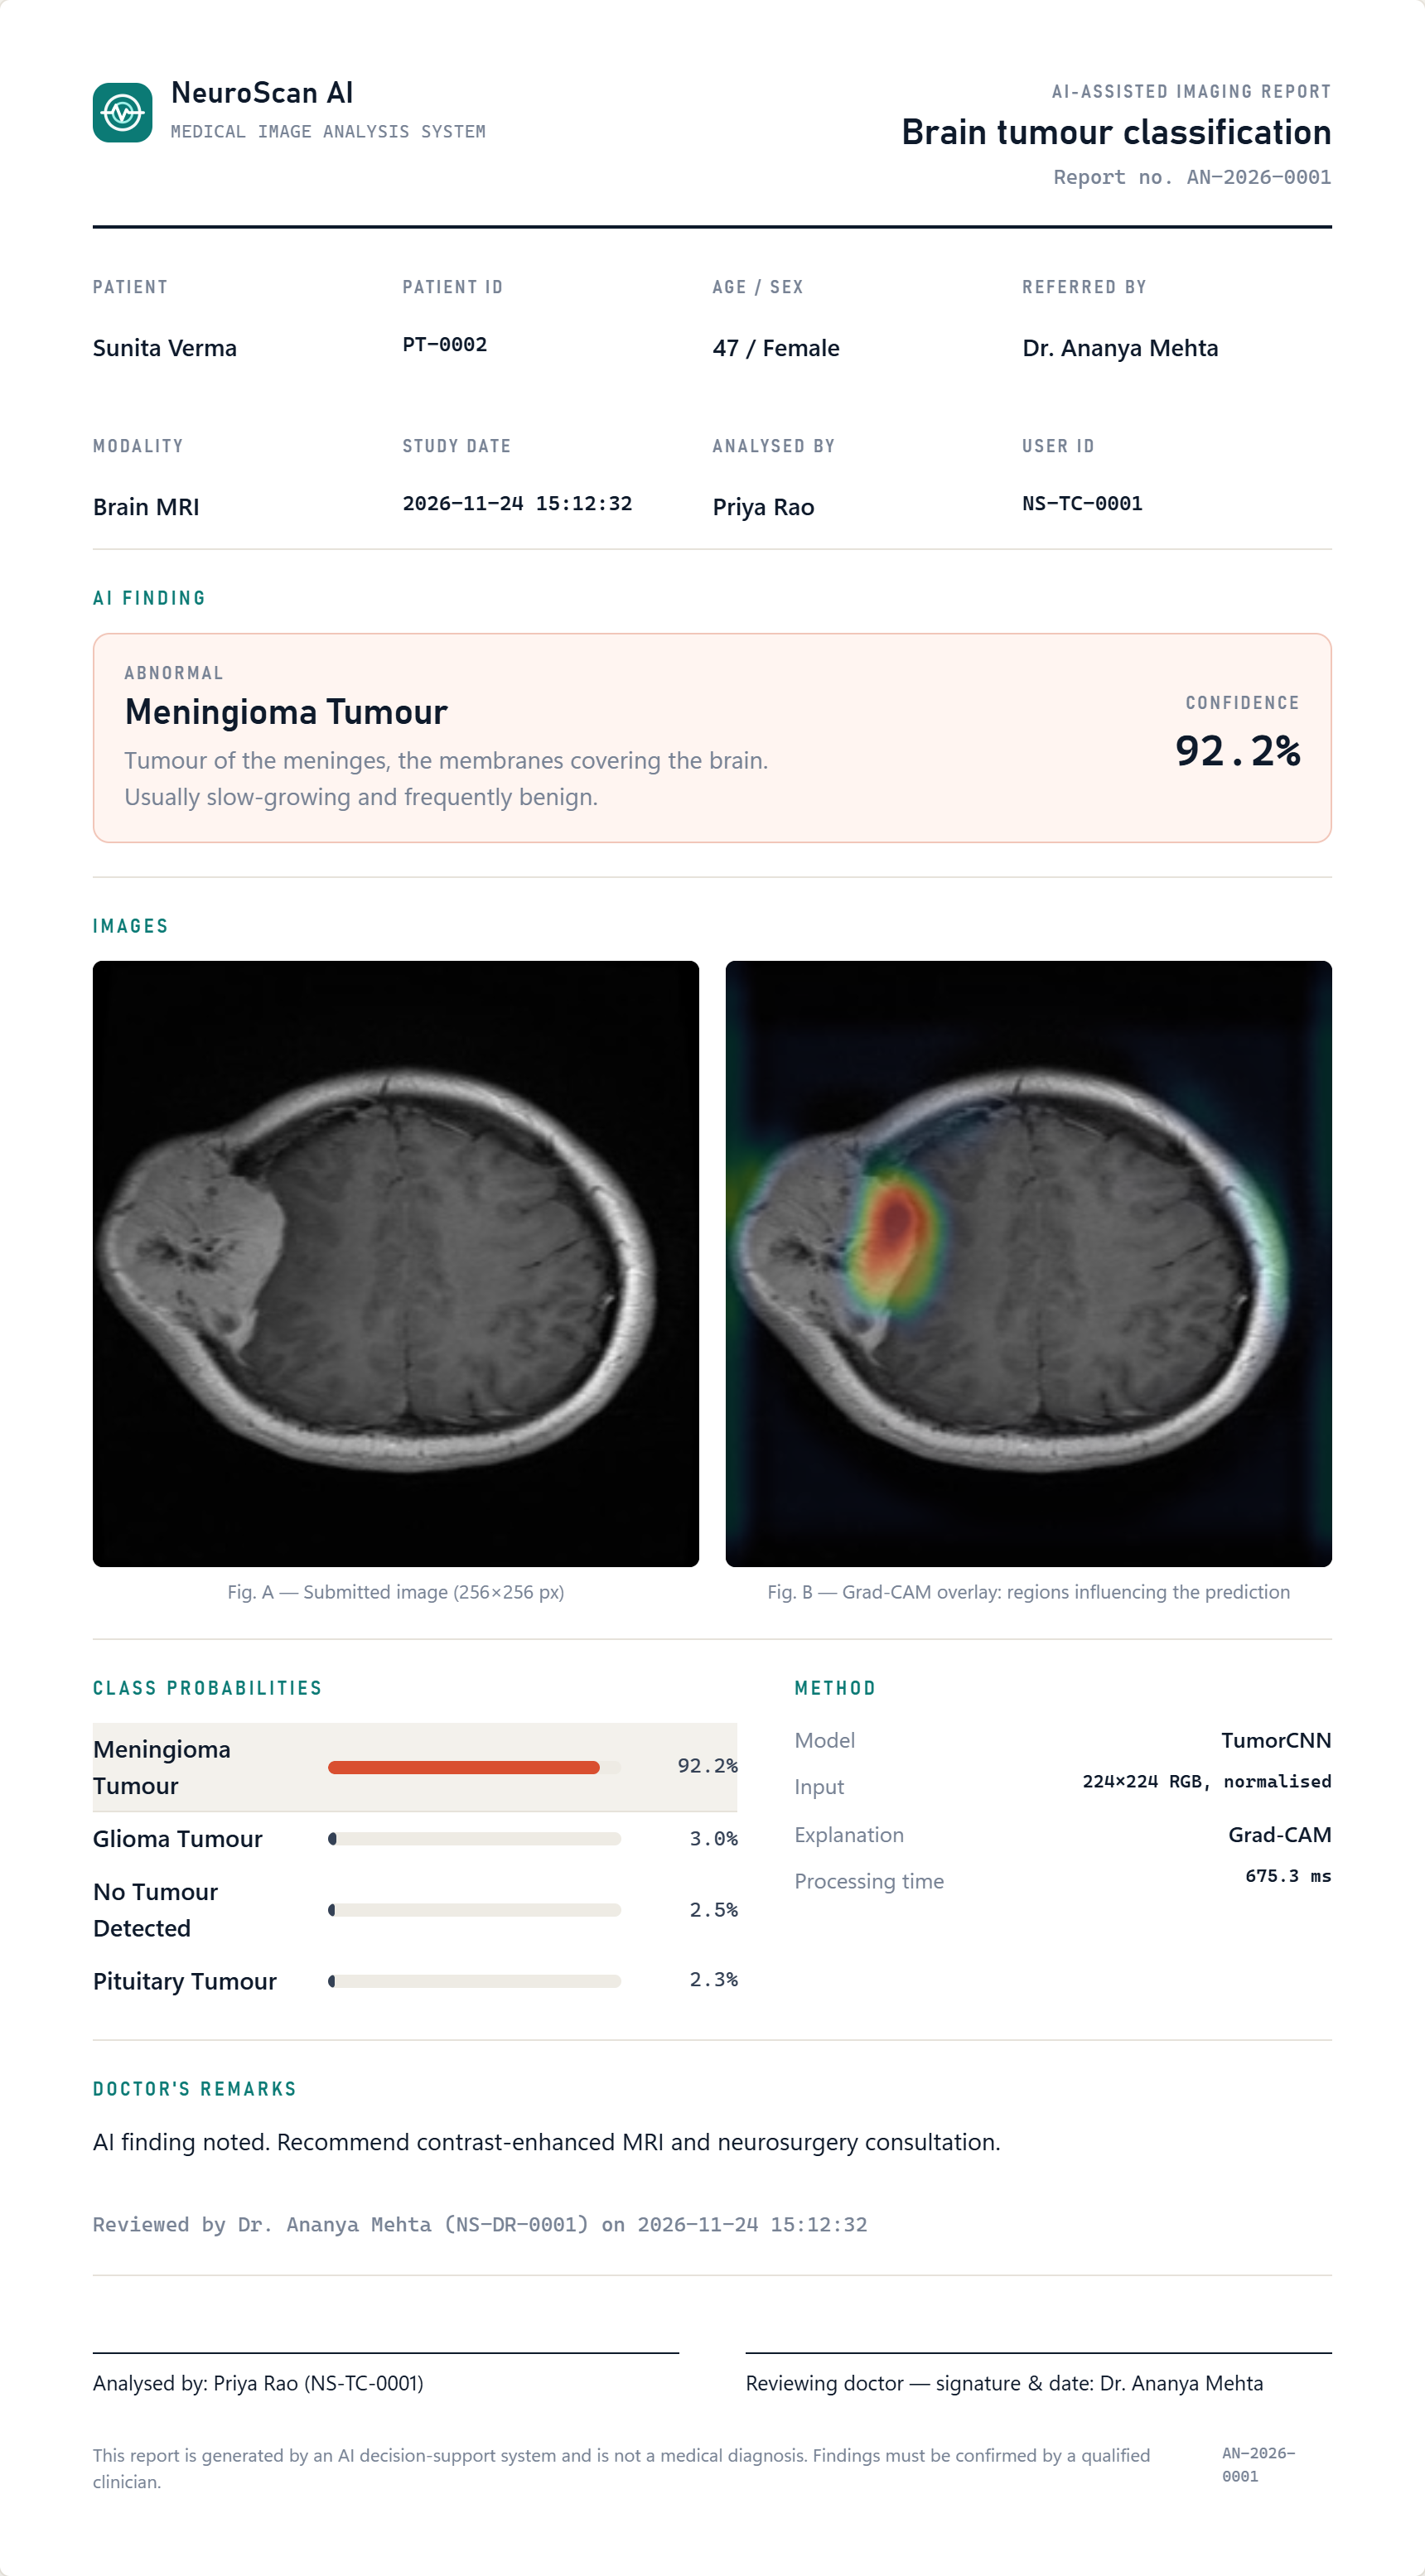 NeuroScan AI
MEDICAL IMAGE ANALYSIS SYSTEM
AI-ASSISTED IMAGING REPORT
Brain tumour classification
Report no. AN-2026-0001
PATIENT
Sunita Verma
PATIENT ID
PT-0002
AGE / SEX
47 / Female
REFERRED BY
Dr. Ananya Mehta
MODALITY
Brain MRI
STUDY DATE
2026-11-24 15:12:32
ANALYSED BY
Priya Rao
USER ID
NS-TC-0001
AI FINDING
ABNORMAL
Meningioma Tumour
Tumour of the meninges, the membranes covering the brain.
Usually slow-growing and frequently benign.
CONFIDENCE
92.2%
IMAGES
Fig. A — Submitted image (256×256 px)
Fig. B — Grad-CAM overlay: regions influencing the prediction
CLASS PROBABILITIES
Meningioma
Tumour
92.2%
Glioma Tumour
3.0%
No Tumour
Detected
2.5%
Pituitary Tumour
2.3%
METHOD
Model
TumorCNN
Input
224×224 RGB, normalised
Explanation
Grad-CAM
Processing time
675.3 ms
DOCTOR'S REMARKS
AI finding noted. Recommend contrast-enhanced MRI and neurosurgery consultation.
Reviewed by Dr. Ananya Mehta (NS-DR-0001) on 2026-11-24 15:12:32
Analysed by: Priya Rao (NS-TC-0001)
Reviewing doctor — signature & date: Dr. Ananya Mehta
This report is generated by an AI decision-support system and is not a medical diagnosis. Findings must be confirmed by a qualified
clinician.
AN-2026-
0001